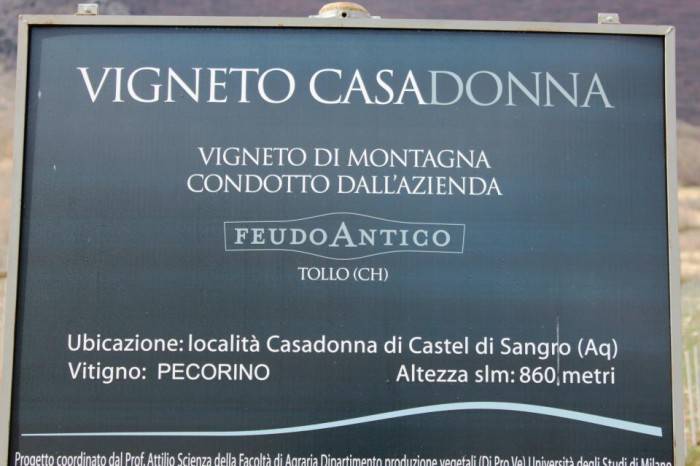 VIGNETO CASADONNA
VIGNETO DI MONTAGNA
CONDOTTO DALL'AZIENDA
FEUDOANTICO
TOLLO (CH)
Ubicazione: località Casadonna di Castel di Sangro (Aq)
Vitigno: PECORINO Altezza slm: 860 metri
Progetto coordinato dal Prof. Attilio Scienza della Facoltà di Agraria Dipartimento produzione vegetali (Di Pro Ve) Università degli Studi di Milano